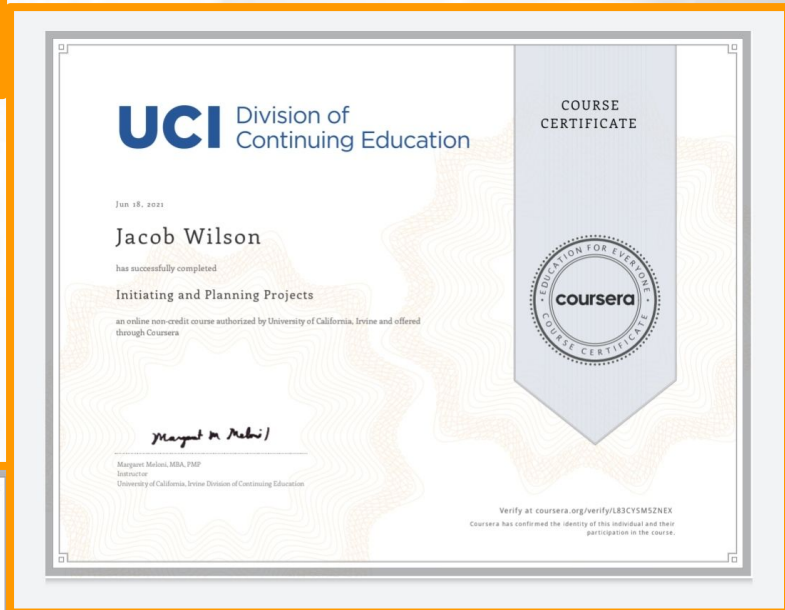 UCI Division of
Continuing Education
COURSE
CERTIFICATE
Jun 18, 2021
Jacob Wilson
has successfully completed
Initiating and Planning Projects
an online non-credit course authorized by University of California, Irvine and offered
through Coursera
EDUCATION FOR EVERYONE
coursera
COURSE CERTIFICATE
Margaret M Meloni
Margaret Meloni, MBA, PMP
Instructor
University of California, Irvine Division of Continuing Education
Verify at coursera.org/verify/L83CYSM5ZNEX
Coursera has confirmed the identity of this individual and their
participation in the course.